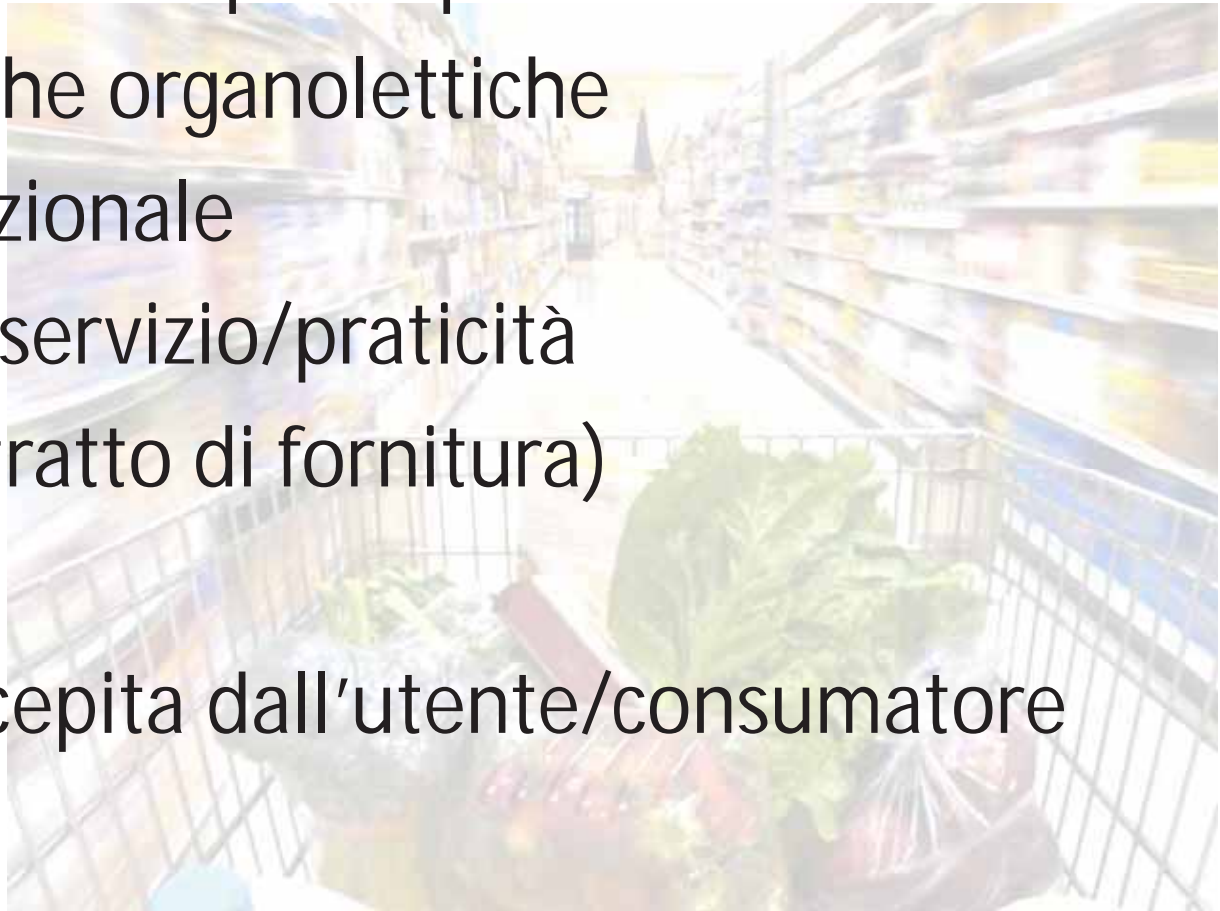 he organolettiche
zionale
servizio/praticità
ratto di fornitura)
cepita dall'utente/consumatore